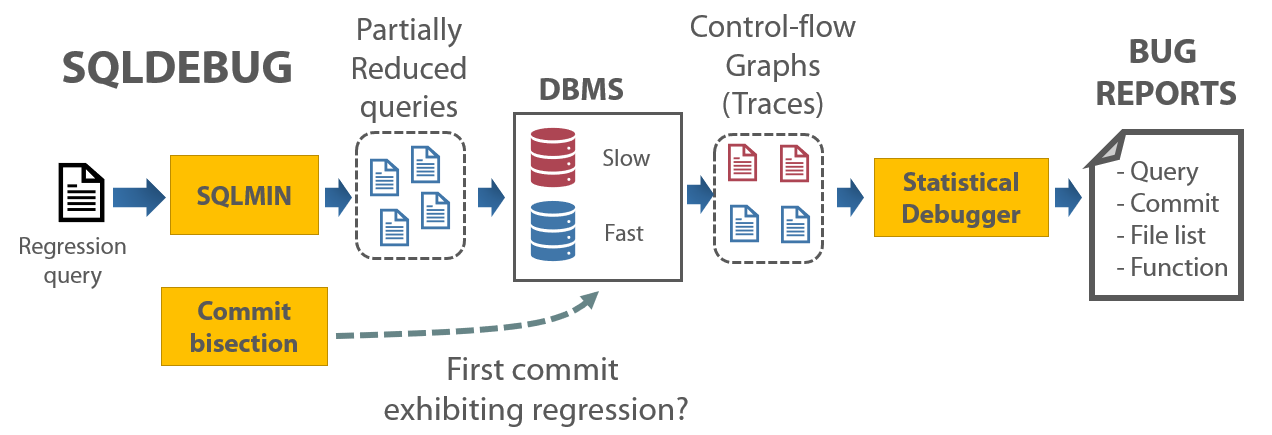 SQLDEBUG
Regression
query
SQLMIN
Commit
bisection
Partially
Reduced
queries
DBMS
Slow
Fast
First commit
exhibiting regression?
Control-flow
Graphs
(Traces)
Statistical
Debugger
BUG
REPORTS
- Query
- Commit
- File list
- Function